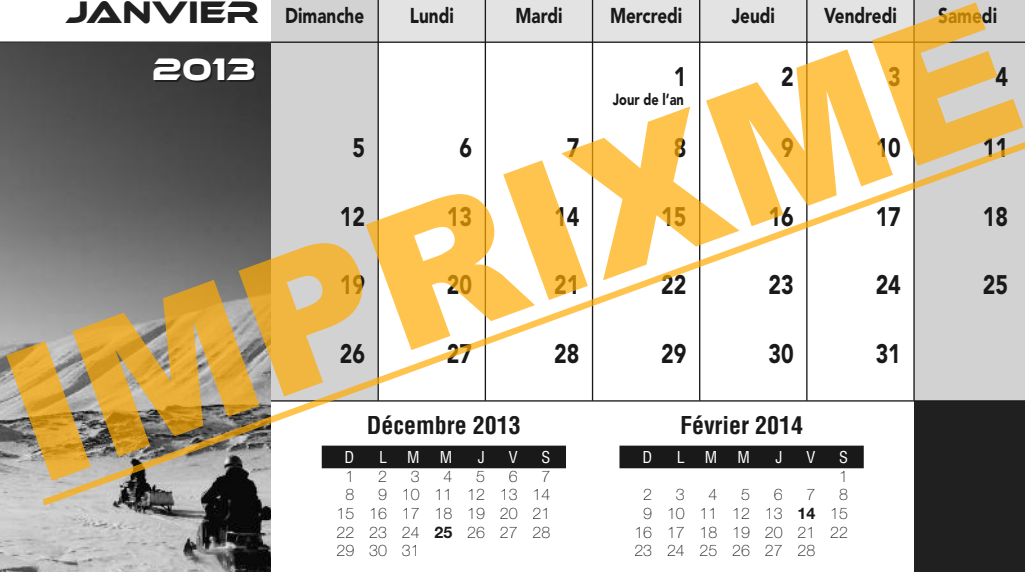 JANVIER
2013
Dimanche Lundi Mardi Mercredi Jeudi Vendredi Samedi
1 2 3 4
Jour de l'an
5 6 7 8 9 10 11
12 13 14 15 16 17 18
19 20 21 22 23 24 25
26 27 28 29 30 31
IMPRIXME
Décembre 2013
D L M M J V S
1 2 3 4 5 6 7
8 9 10 11 12 13 14
15 16 17 18 19 20 21
22 23 24 25 26 27 28
29 30 31
Février 2014
D L M M J V S
1
2 3 4 5 6 7 8
9 10 11 12 13 14 15
16 17 18 19 20 21 22
23 24 25 26 27 28